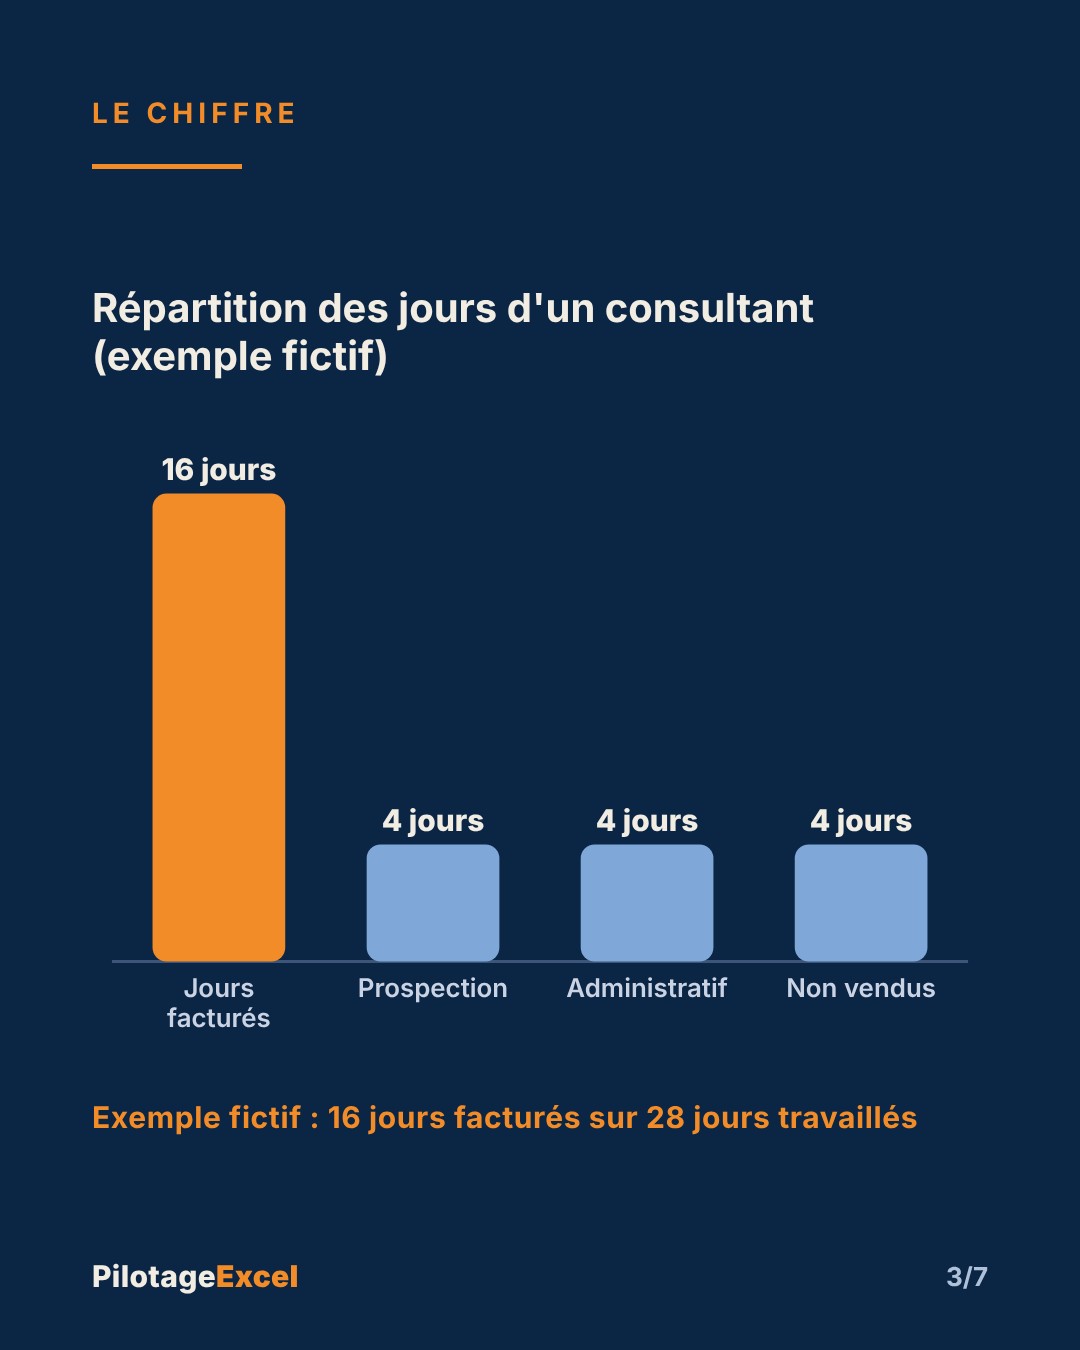 LE CHIFFRE
Répartition des jours d'un consultant
(exemple fictif)
16 jours
4 jours
4 jours
4 jours
Jours
facturés
Prospection
Administratif
Non vendus
Exemple fictif : 16 jours facturés sur 28 jours travaillés
PilotageExcel
3/7